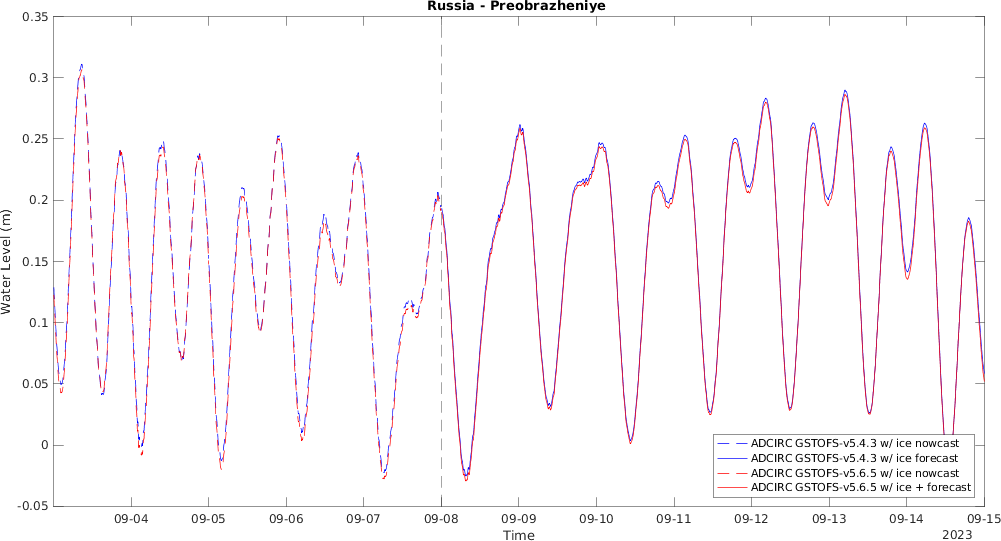 Russia - Preobrazheniye
0.35
0.3
0.25
0.2
0.15
0.1
0.05
0
-0.05
Water Level (m)
ADCIRC GSTOFS-v5.4.3 w/ ice nowcast
ADCIRC GSTOFS-v5.4.3 w/ ice forecast
ADCIRC GSTOFS-v5.6.5 w/ ice nowcast
ADCIRC GSTOFS-v5.6.5 w/ ice + forecast
09-04 09-05 09-06 09-07 09-08 09-09 09-10 09-11 09-12 09-13 09-14 09-15
Time
2023